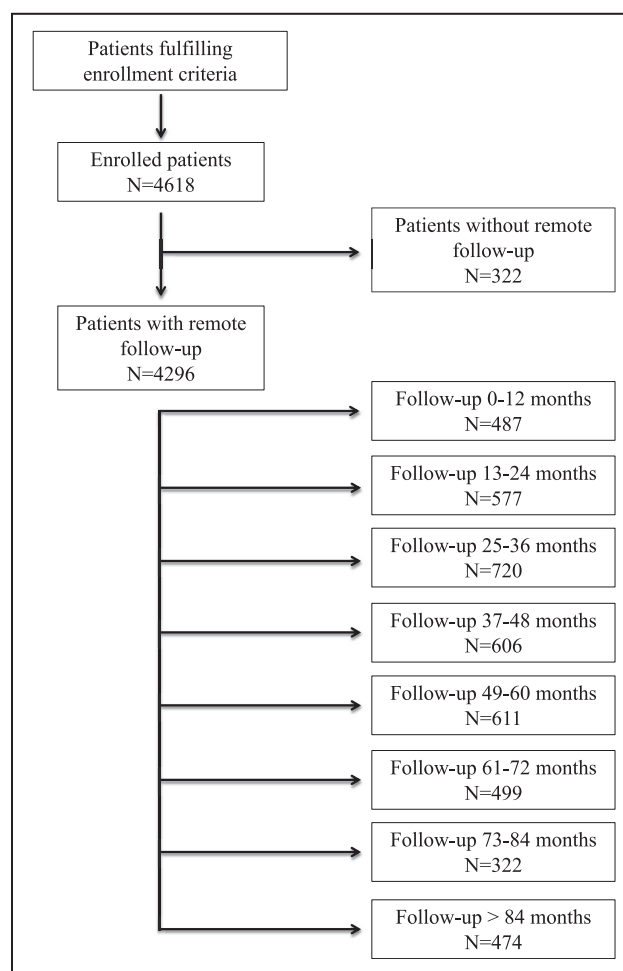 Patients fulfilling
enrollment criteria
Enrolled patients
N=4618
Patients without remote
follow-up
N=322
Patients with remote
follow-up
N=4296
Follow-up 0-12 months
N=487
Follow-up 13-24 months
N=577
Follow-up 25-36 months
N=720
Follow-up 37-48 months
N=606
Follow-up 49-60 months
N=611
Follow-up 61-72 months
N=499
Follow-up 73-84 months
N=322
Follow-up > 84 months
N=474